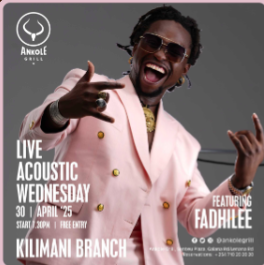 ANKOLE
GRILL
LIVE
ACOUSTIC
WEDNESDAY
30 | APRIL '25
START 7.30PM | FREE ENTRY
KILIMANI BRANCH
FEATURING
FADHILEE
@ankolegrill